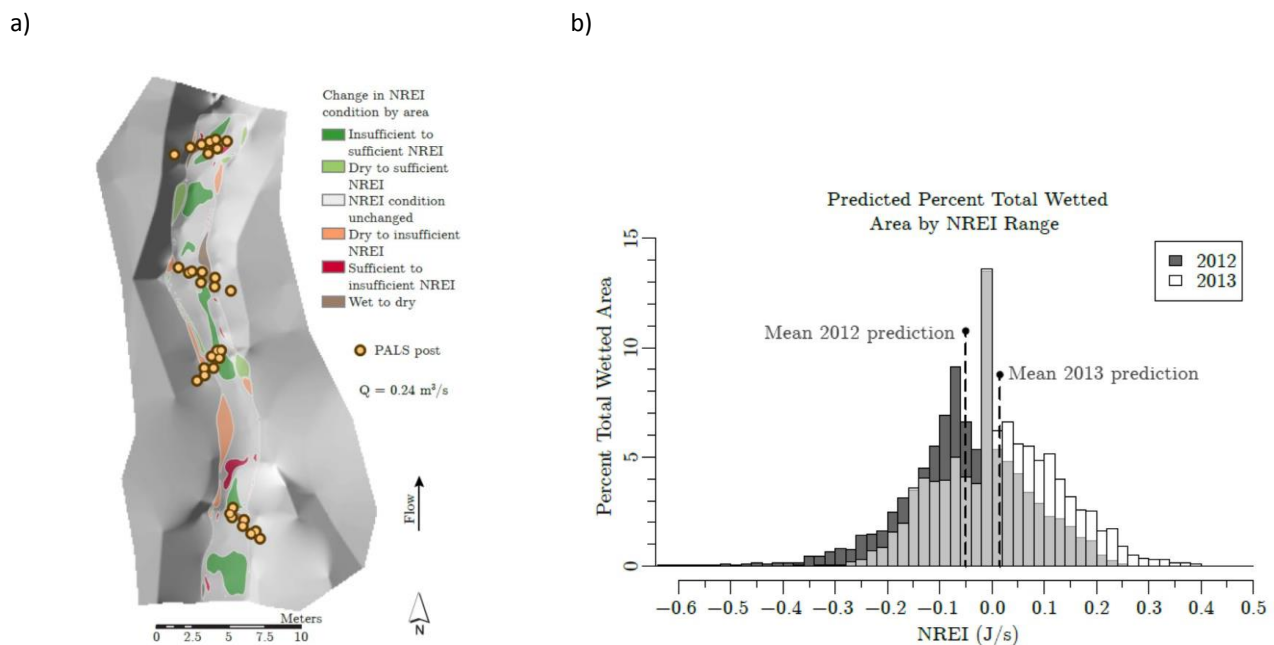 a)
b)
Change in NREI
condition by area
Insufficient to
sufficient NREI
Dry to sufficient
NREI
NREI condition
unchanged
Dry to insufficient
NREI
Sufficient to
insufficient NREI
Wet to dry
PALS post
Q = 0.24 m³/s
Flow
N
Meters
0 2.5 5 7.5 10
Predicted Percent Total Wetted
Area by NREI Range
2012
2013
Mean 2012 prediction
Mean 2013 prediction
Percent Total Wetted Area
15
10
5
0
−0.6 −0.5 −0.4 −0.3 −0.2 −0.1 0.0 0.1 0.2 0.3 0.4 0.5
NREI (J/s)